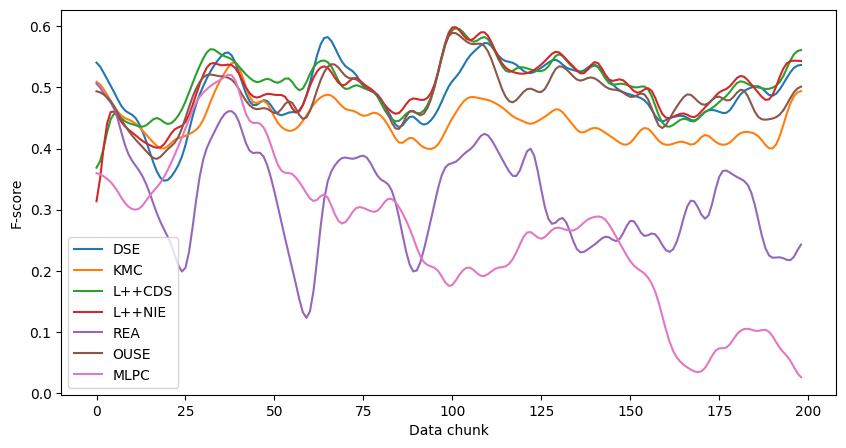 0.6
0.5
0.4
0.3
0.2
0.1
0.0
F-score
DSE
KMC
L++CDS
L++NIE
REA
OUSE
MLPC
0 25 50 75 100 125 150 175 200
Data chunk